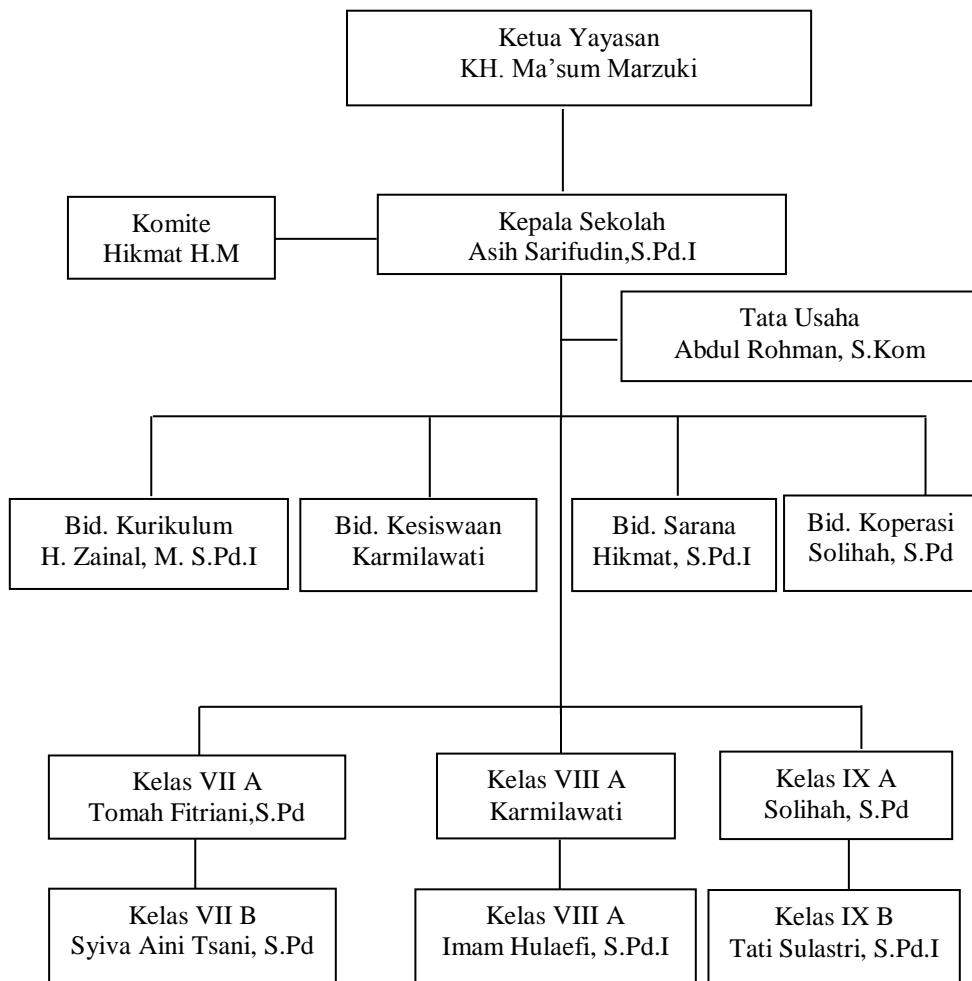 Ketua Yayasan
KH. Ma’sum Marzuki
Komite
Hikmat H.M
Kepala Sekolah
Asih Sarifudin,S.Pd.I
Tata Usaha
Abdul Rohman, S.Kom
Bid. Kurikulum
H. Zainal, M. S.Pd.I
Bid. Kesiswaan
Karmilawati
Bid. Sarana
Hikmat, S.Pd.I
Bid. Koperasi
Solihah, S.Pd
Kelas VII A
Tomah Fitriani,S.Pd
Kelas VIII A
Karmilawati
Kelas IX A
Solihah, S.Pd
Kelas VII B
Syiva Aini Tsani, S.Pd
Kelas VIII A
Imam Hulaefi, S.Pd.I
Kelas IX B
Tati Sulastri, S.Pd.I